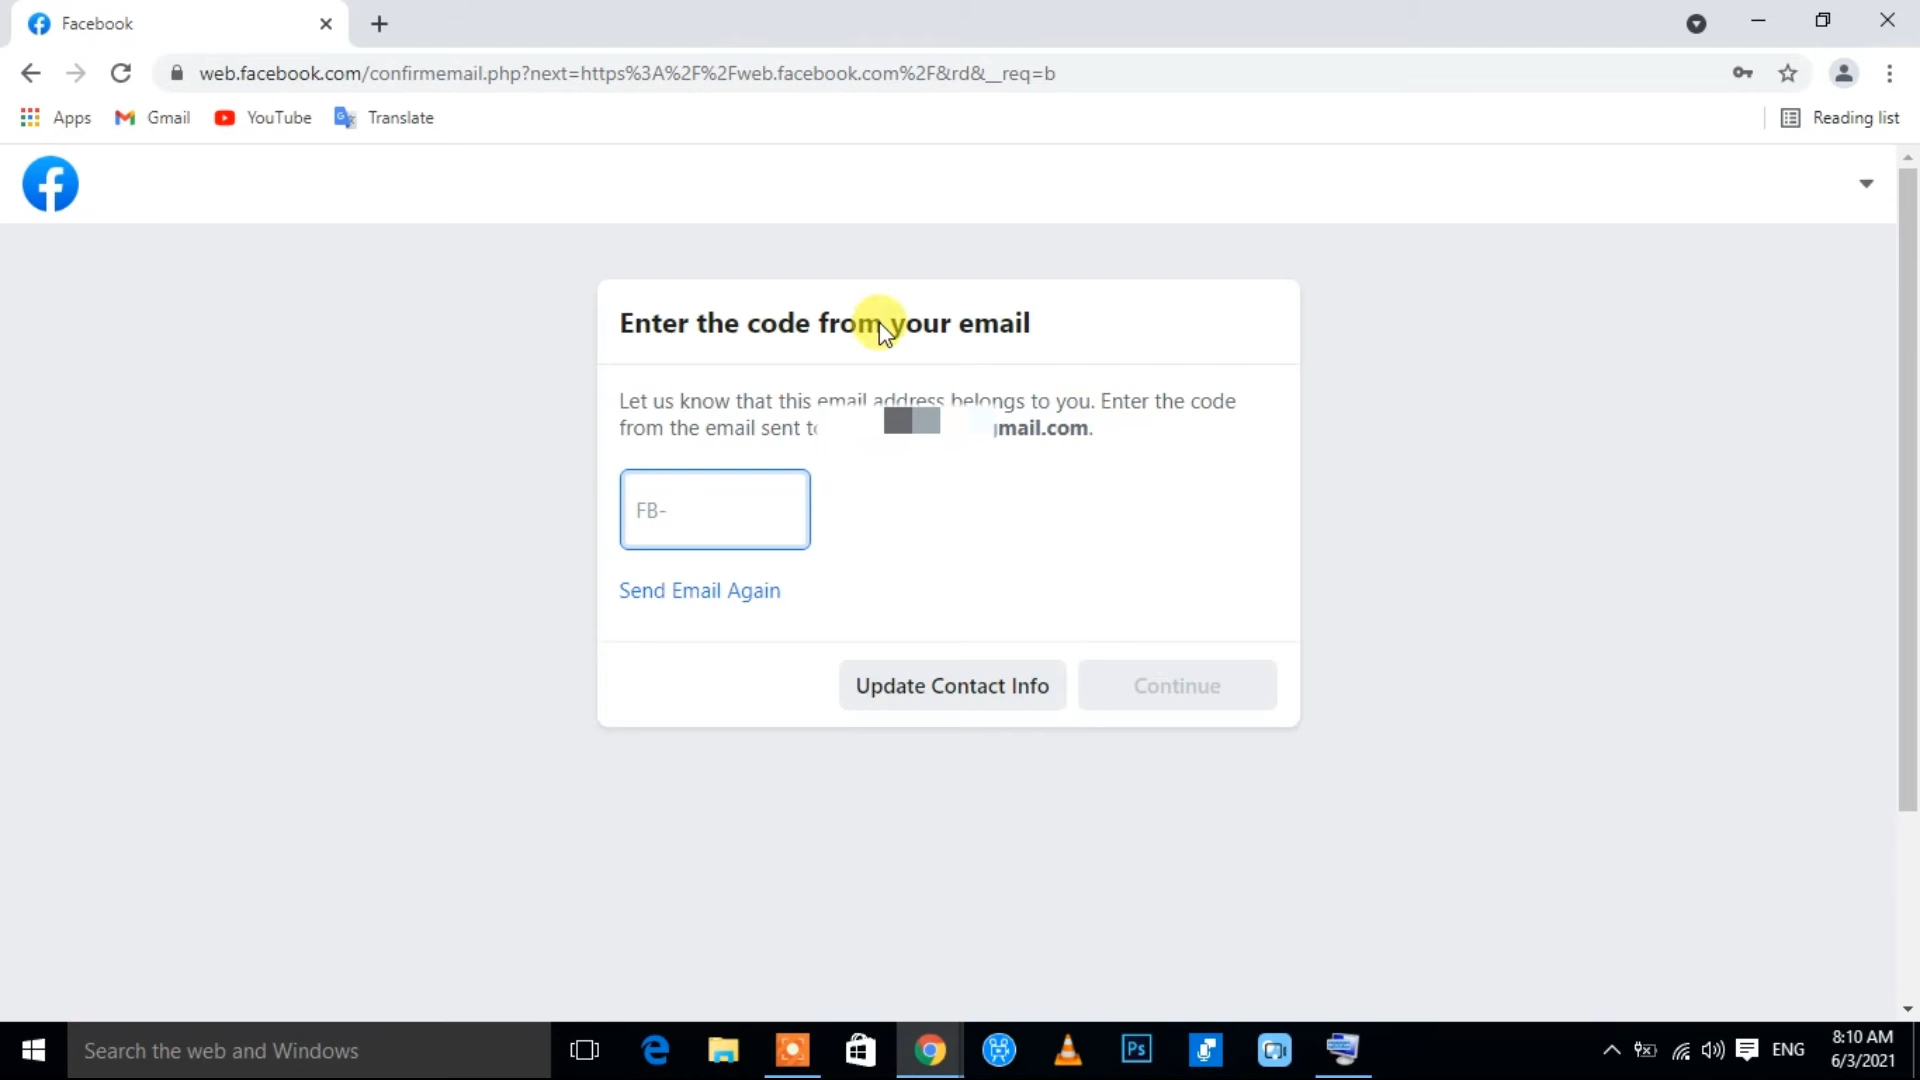 Facebook
web.facebook.com/confirmemail.php?next=https%3A%2F%2Fweb.facebook.com%2F&rd&__req=b
Apps Gmail YouTube Translate Reading list
Enter the code from your email
Let us know that this email address belongs to you. Enter the code
from the email sent to mail.com.
FB-
Send Email Again
Update Contact Info Continue
Search the web and Windows
Ps
ENG
8:10 AM
6/3/2021